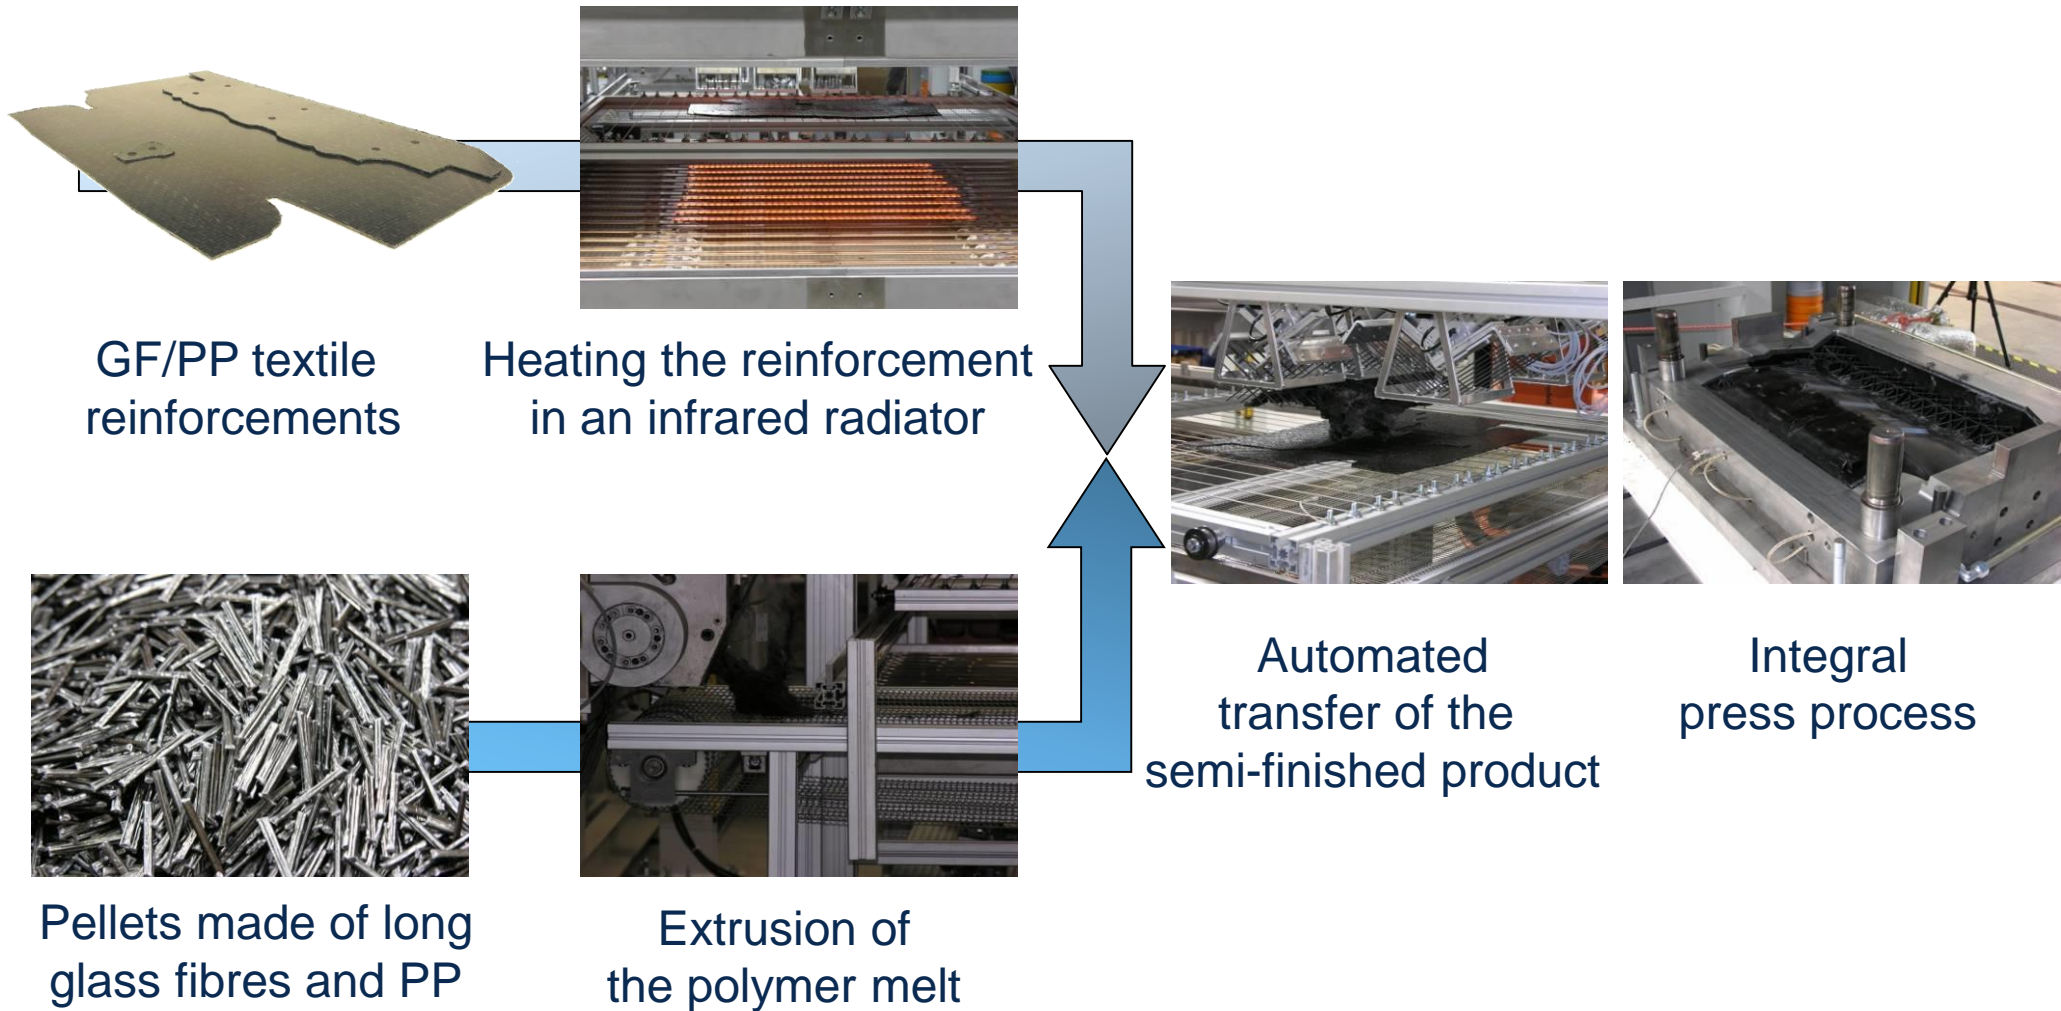 GF/PP textile
reinforcements
Heating the reinforcement
in an infrared radiator
Automated
transfer of the
semi-finished product
Integral
press process
Pellets made of long
glass fibres and PP
Extrusion of
the polymer melt